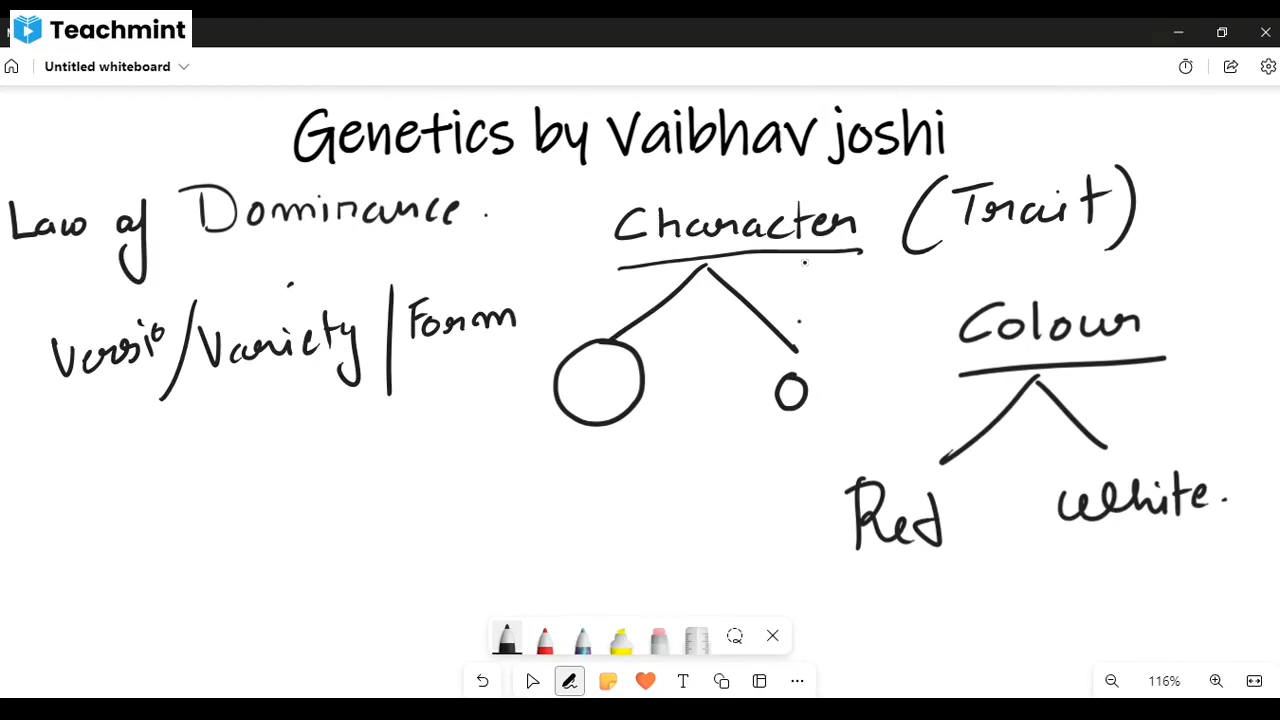 Teachmint
Untitled whiteboard
Genetics by Vaibhav joshi
Law of Dominance.
Character (Trait)
Versio/Variety/Form
Colour
Red
White.
116%